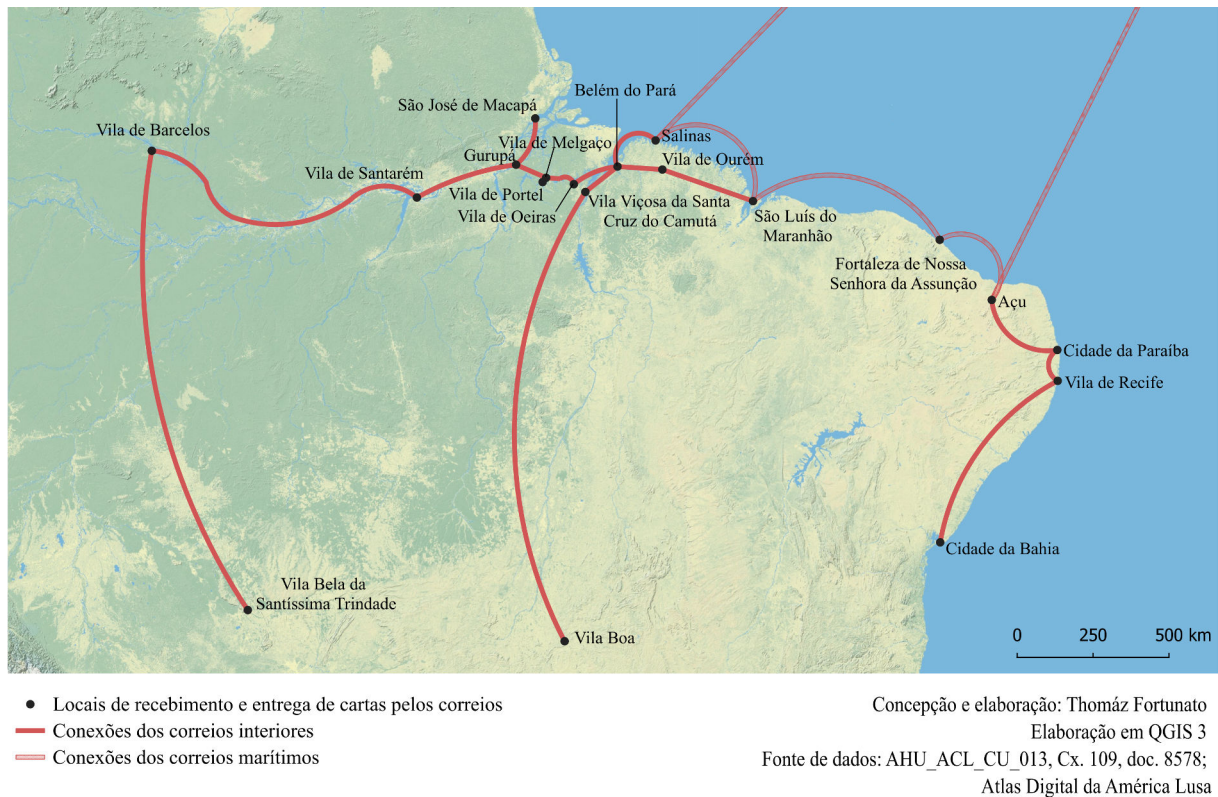 São José de Macapá
Belém do Pará
Vila de Barcelos
Salinas
Vila de Melgaço
Gurupá
Vila de Ourém
Vila de Santarém
Vila de Portel
Vila de Oeiras
Vila Viçosa da Santa
Cruz do Camutá
São Luís do
Maranhão
Fortaleza de Nossa
Senhora da Assunção
Açu
Cidade da Paraíba
Vila de Recife
Cidade da Bahia
Vila Bela da
Santíssima Trindade
Vila Boa
0 250 500 km
Locais de recebimento e entrega de cartas pelos correios
Conexões dos correios interiores
Conexões dos correios marítimos
Concepção e elaboração: Thomáz Fortunato
Elaboração em QGIS 3
Fonte de dados: AHU_ACL_CU_013, Cx. 109, doc. 8578;
Atlas Digital da América Lusa